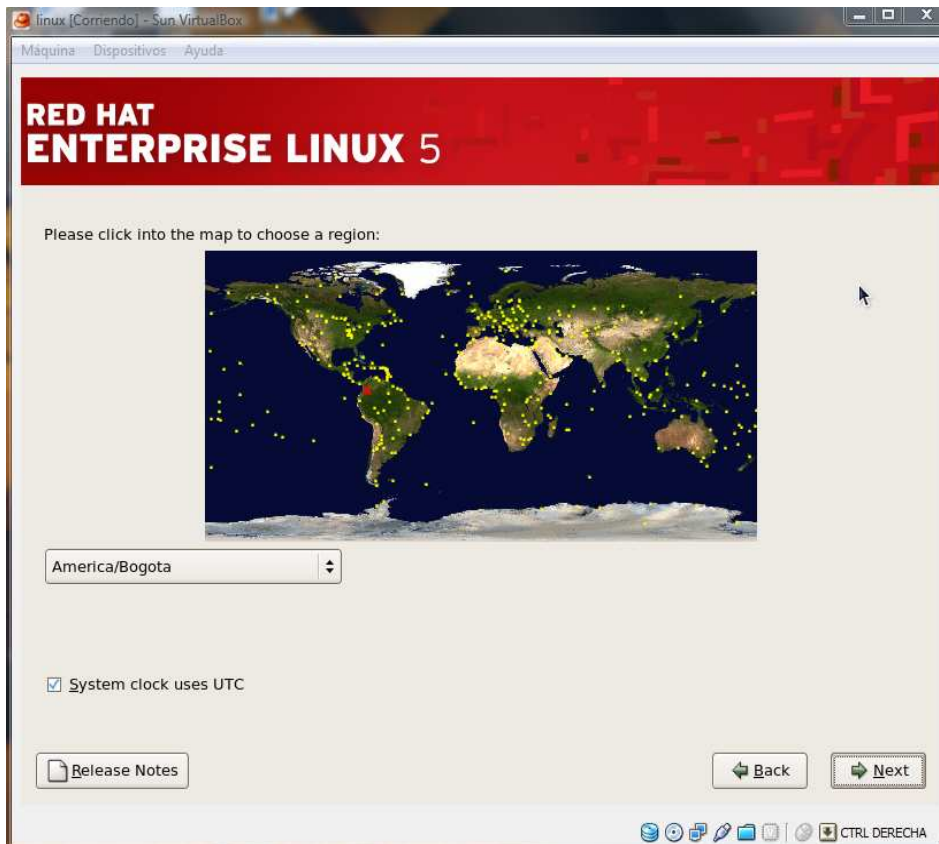 linux [Corriendo] - Sun VirtualBox
Máquina Dispositivos Ayuda
RED HAT
ENTERPRISE LINUX 5
Please click into the map to choose a region:
America/Bogota
System clock uses UTC
Release Notes
Back
Next
CTRL DERECHA